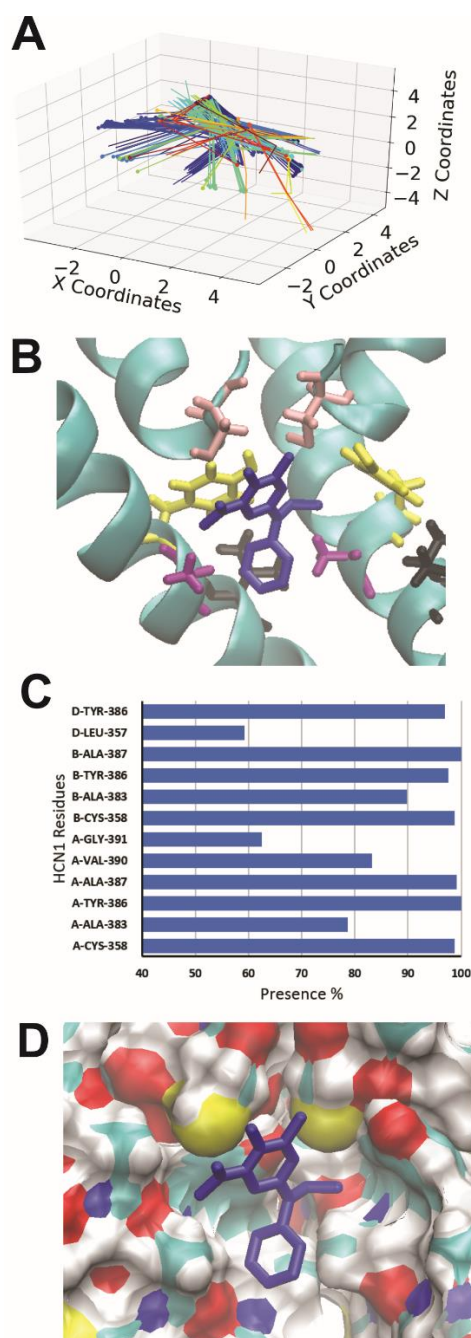 A
4
2
0
-2
-4
Z Coordinates
-2
0
2
4
X Coordinates
-2
0
2
4
Y Coordinates
B
C
HCN1 Residues
D-TYR-386
D-LEU-357
B-ALA-387
B-TYR-386
B-ALA-383
B-CYS-358
A-GLY-391
A-VAL-390
A-ALA-387
A-TYR-386
A-ALA-383
A-CYS-358
40 50 60 70 80 90 100
Presence %
D